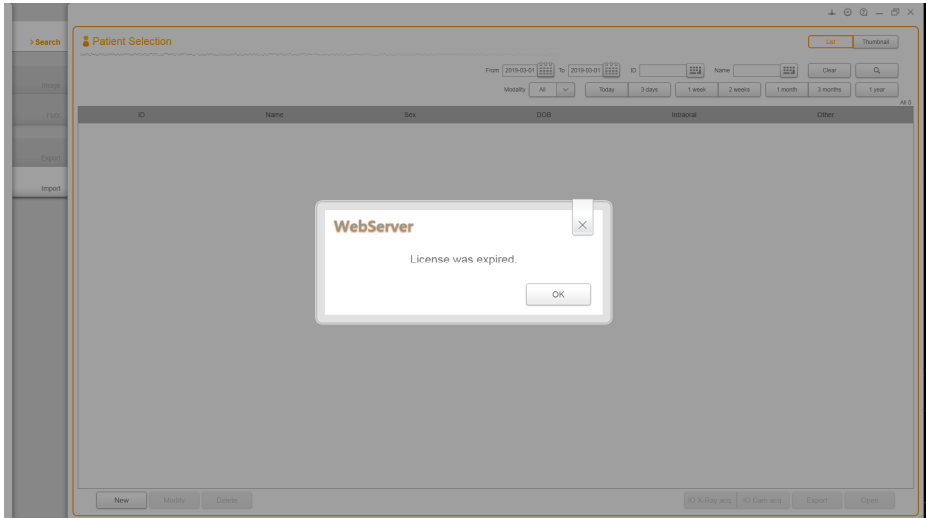 > Search
Image
Export
Import
Patient Selection
List Thumbnail
From 2019-03-01 To 2019-03-01 ID Name Clear
Modality All Today 3 days 1 week 2 weeks 1 month 3 months 1 year
All 0
ID Name Sex DOB Intraoral Other
WebServer
License was expired.
OK
New Modify Delete IO X-Ray acq. IO Cam acq. Export Open